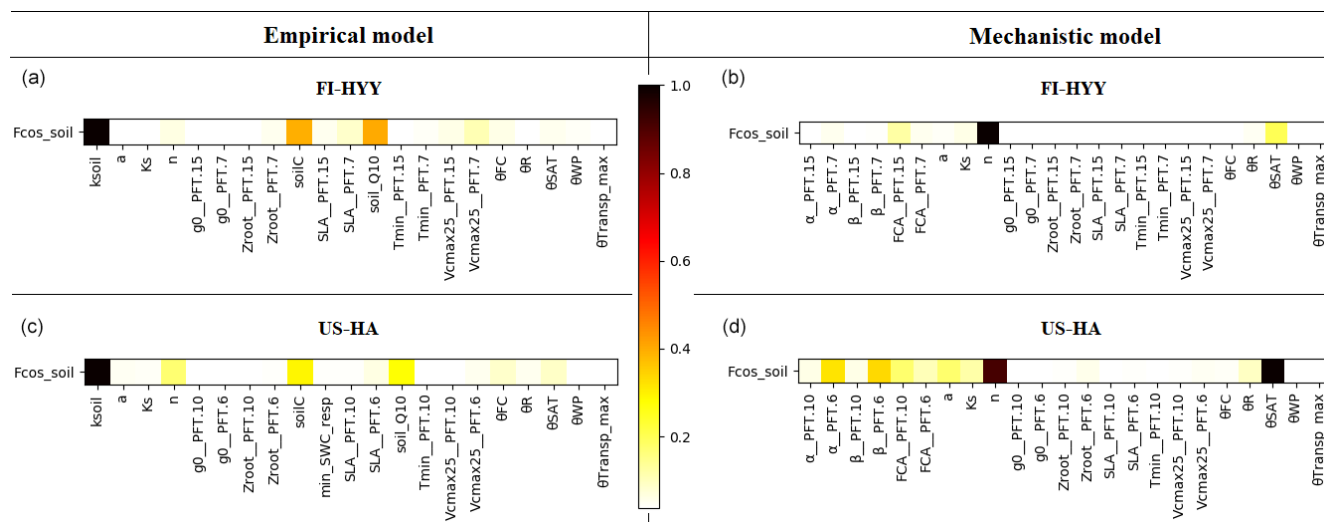 Empirical model
Mechanistic model
(a)
FI-HYY
Fcos_soil
ksoil
a
Ks
n
g0__PFT.15
g0__PFT.7
Zroot__PFT.15
Zroot__PFT.7
soilC
SLA__PFT.15
SLA__PFT.7
soil_Q10
Tmin__PFT.15
Tmin__PFT.7
Vcmax25__PFT.15
Vcmax25__PFT.7
θFC
θR
θSAT
θWP
θTransp_max
1.0
0.8
0.6
0.4
0.2
(b)
FI-HYY
Fcos_soil
α__PFT.15
α__PFT.7
β__PFT.15
β__PFT.7
FCA__PFT.15
FCA__PFT.7
a
Ks
n
g0__PFT.15
g0__PFT.7
Zroot__PFT.15
Zroot__PFT.7
SLA__PFT.15
SLA__PFT.7
Tmin__PFT.15
Tmin__PFT.7
Vcmax25__PFT.15
Vcmax25__PFT.7
θFC
θR
θSAT
θWP
θTransp_max
(c)
US-HA
Fcos_soil
ksoil
a
Ks
n
g0__PFT.10
g0__PFT.6
Zroot__PFT.10
Zroot__PFT.6
soilC
min_SWC_resp
SLA__PFT.10
SLA__PFT.6
soil_Q10
Tmin__PFT.10
Vcmax25__PFT.10
Vcmax25__PFT.6
θFC
θR
θSAT
θWP
θTransp_max
(d)
US-HA
Fcos_soil
α__PFT.10
α__PFT.6
β__PFT.10
β__PFT.6
FCA__PFT.10
FCA__PFT.6
a
Ks
n
g0__PFT.10
g0__PFT.6
Zroot__PFT.10
Zroot__PFT.6
SLA__PFT.10
SLA__PFT.6
Tmin__PFT.10
Vcmax25__PFT.10
Vcmax25__PFT.6
θFC
θR
θSAT
θWP
θTransp_max